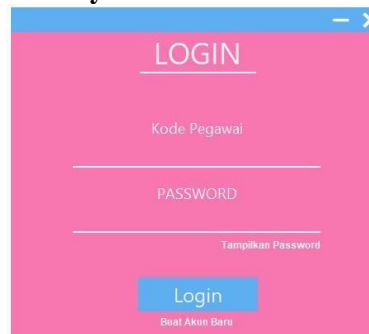 LOGIN
Kode Pegawai
PASSWORD
Tampilkan Password
Login
Buat Akun Baru